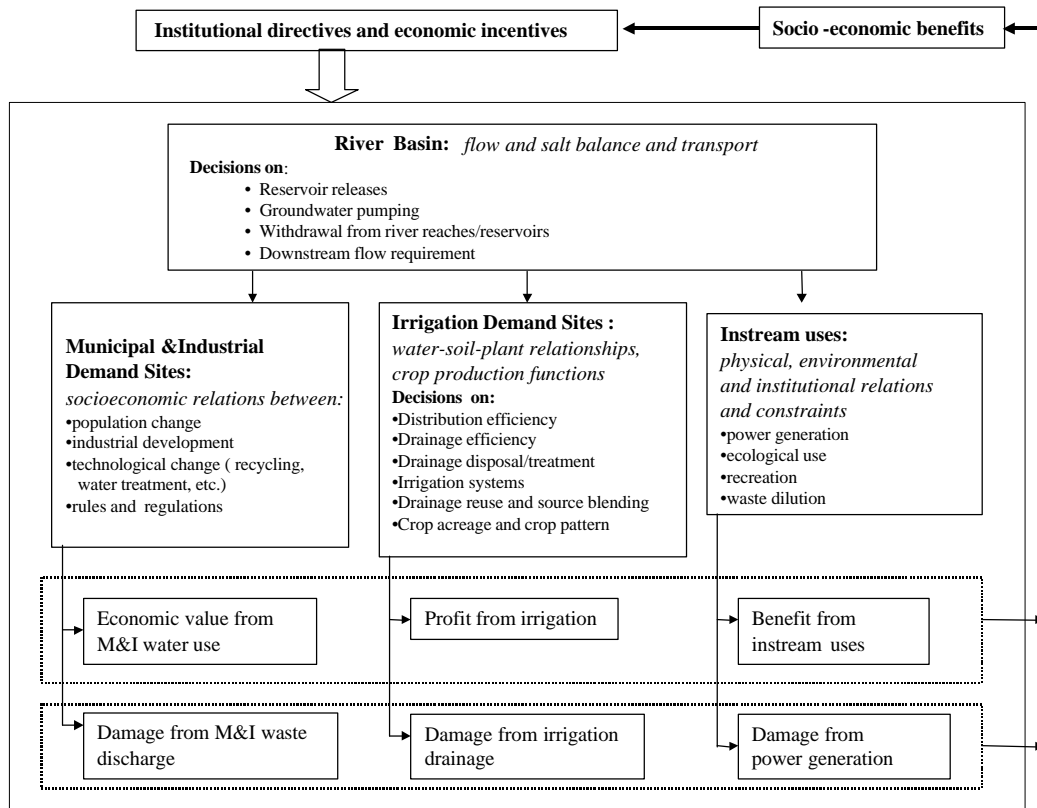 Institutional directives and economic incentives
Socio -economic benefits
River Basin: flow and salt balance and transport
Decisions on:
• Reservoir releases
• Groundwater pumping
• Withdrawal from river reaches/reservoirs
• Downstream flow requirement
Municipal &Industrial
Demand Sites:
socioeconomic relations between:
•population change
•industrial development
•technological change ( recycling,
water treatment, etc.)
•rules and regulations
Irrigation Demand Sites :
water-soil-plant relationships,
crop production functions
Decisions on:
•Distribution efficiency
•Drainage efficiency
•Drainage disposal/treatment
•Irrigation systems
•Drainage reuse and source blending
•Crop acreage and crop pattern
Instream uses:
physical, environmental
and institutional relations
and constraints
•power generation
•ecological use
•recreation
•waste dilution
Economic value from
M&I water use
Profit from irrigation
Benefit from
instream uses
Damage from M&I waste
discharge
Damage from irrigation
drainage
Damage from
power generation